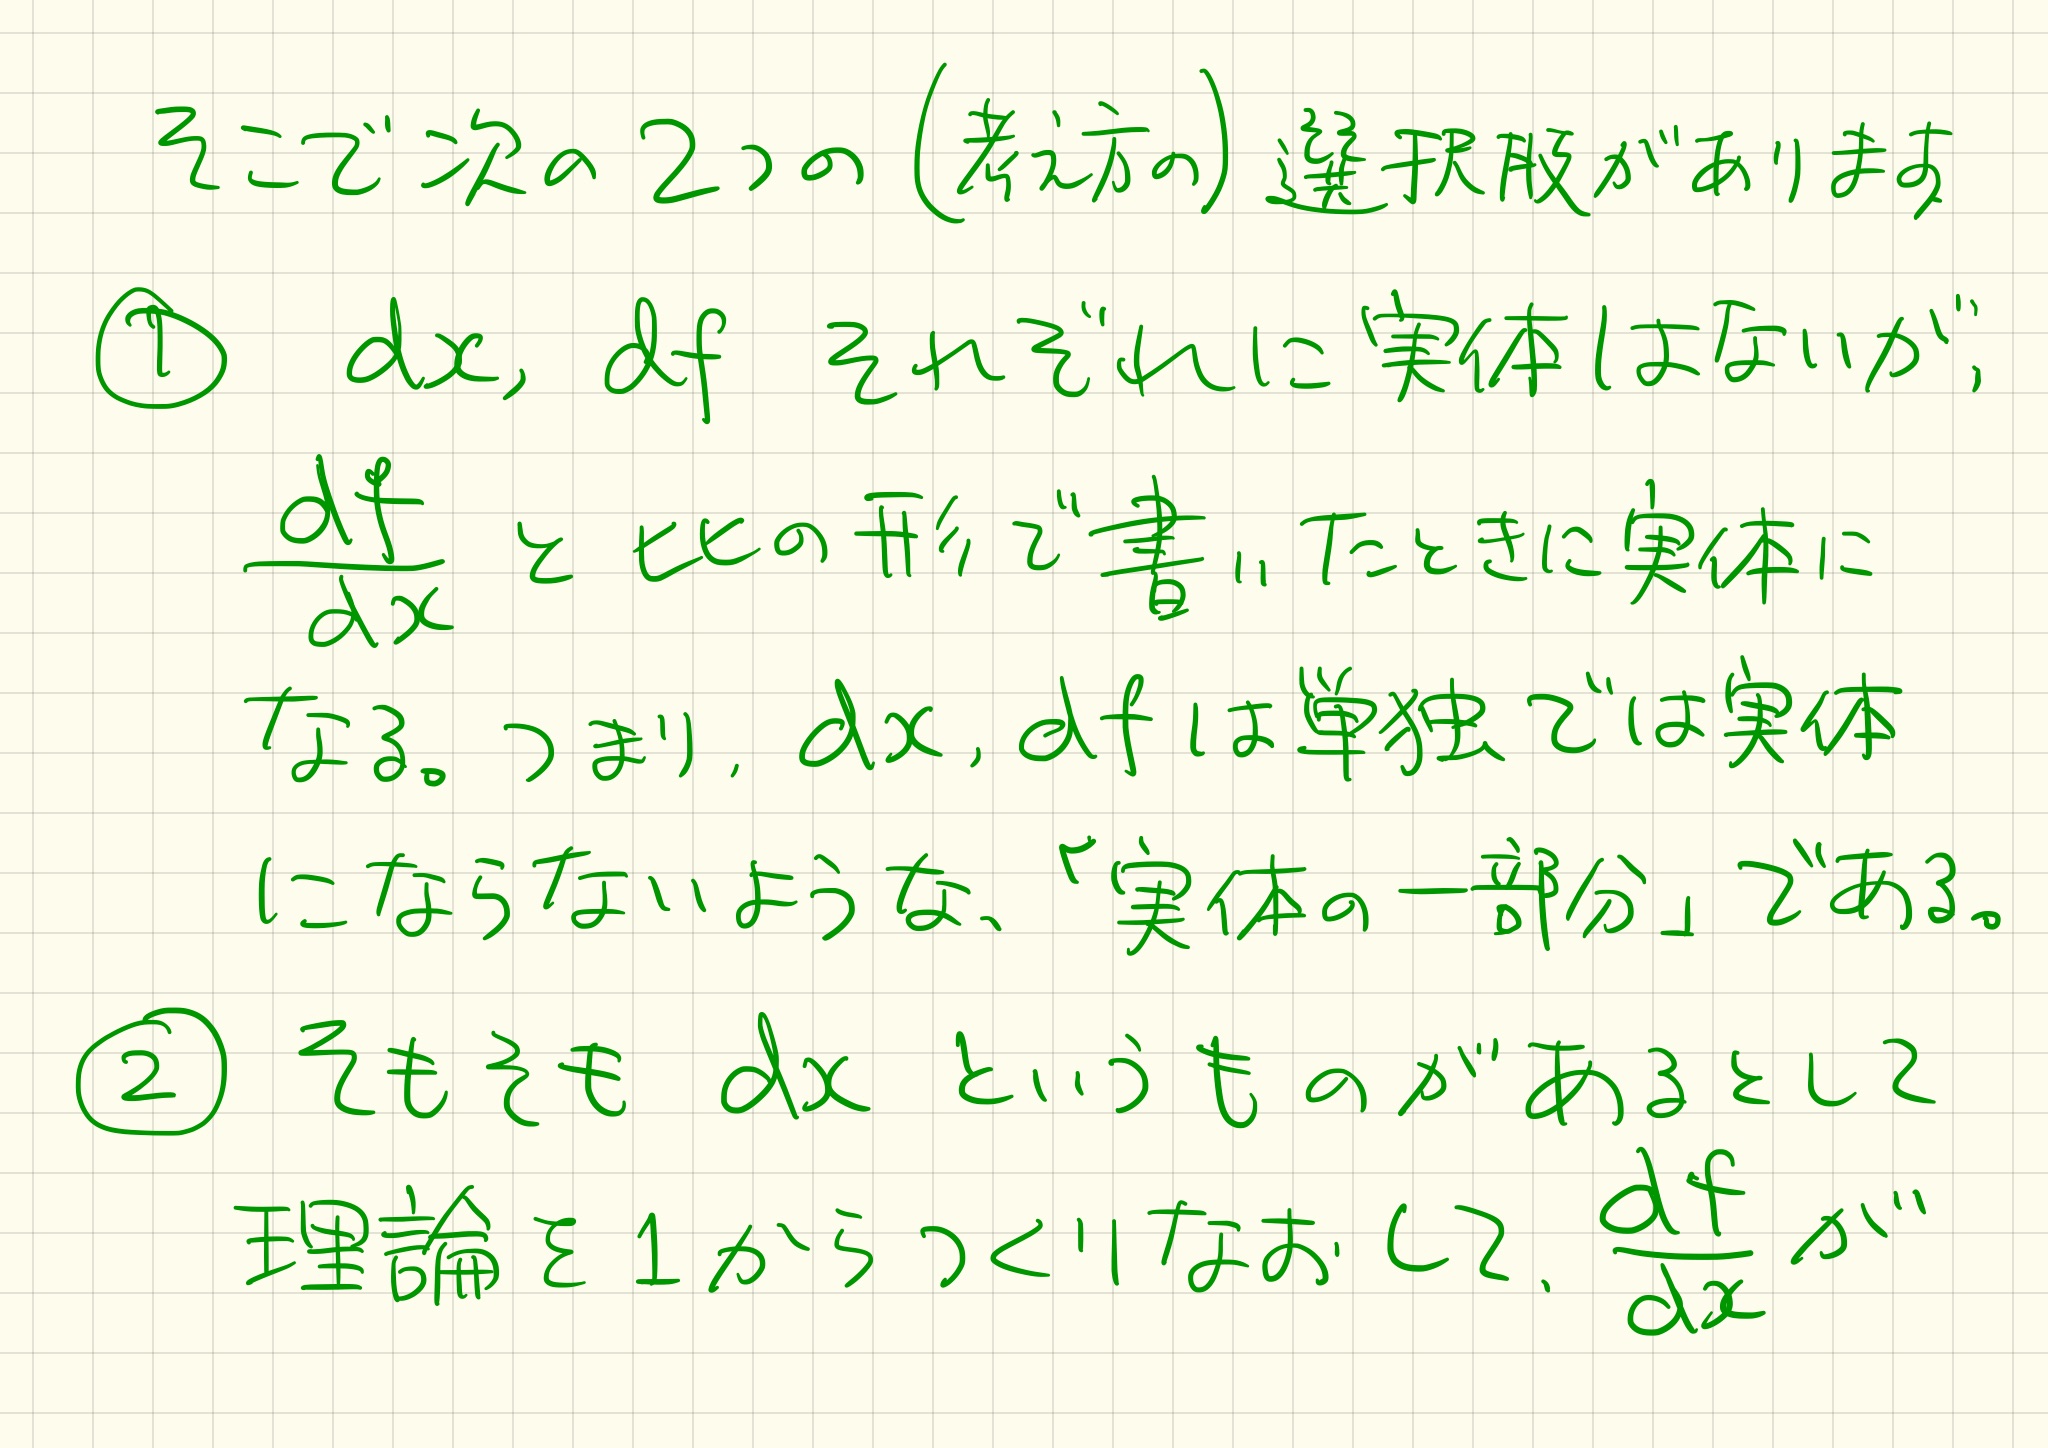 そこで次の2つの(考え方の)選択肢があります
① dx, df それぞれに実体はないが、
df/dx と比の形で書いたときに実体に
なる。つまり, dx, dfは単独では実体
にならないような、「実体の一部分」である。
② そもそも dx というものがあるとして
理論を1からつくりなおして、df/dx が